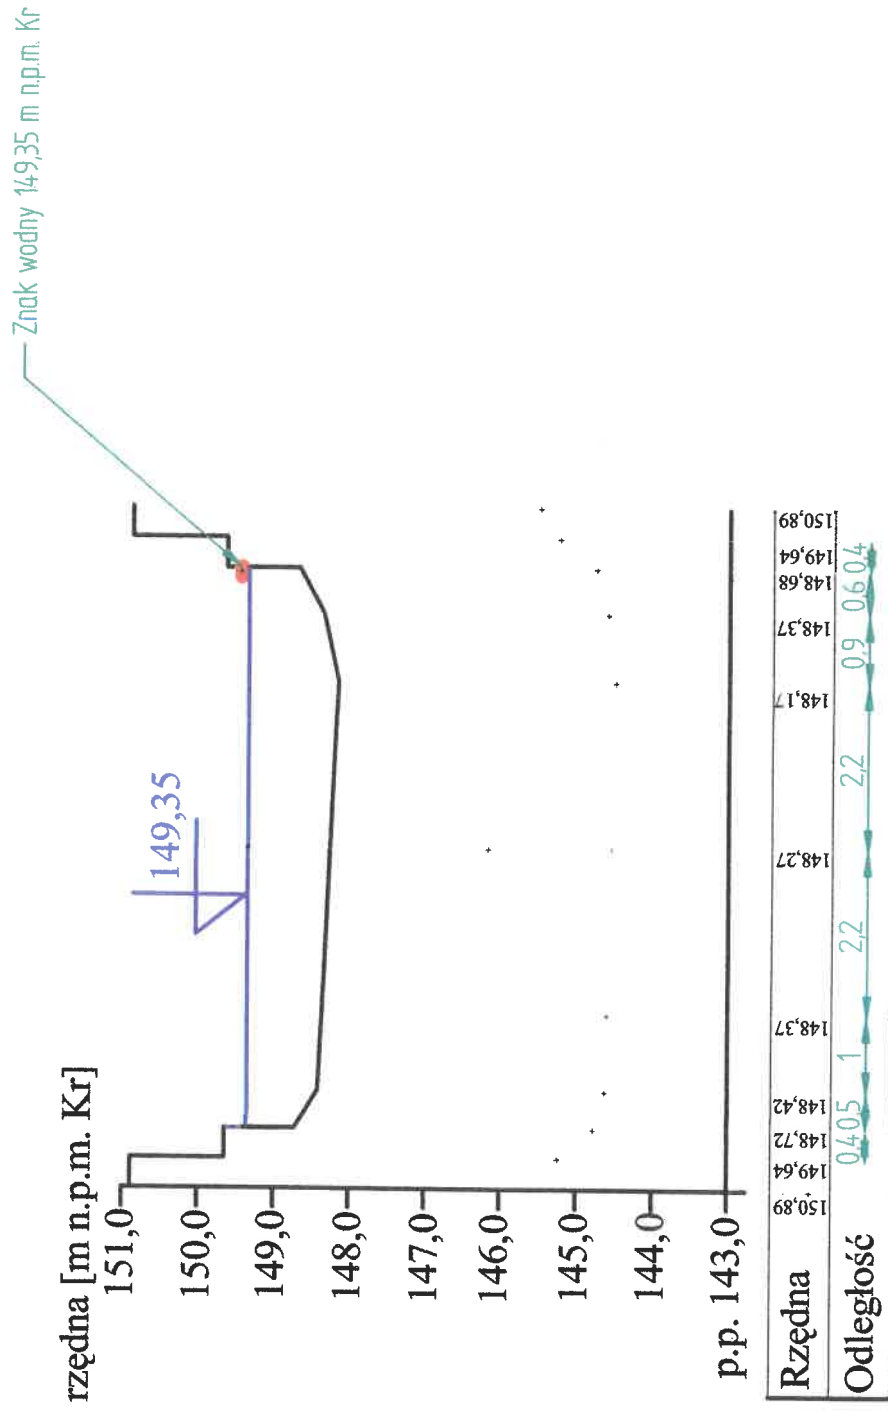 Znak wodny 149,35 m n.p.m. Kr
rzędna [m n.p.m. Kr]
149,35
151,0
150,0
149,0
148,0
147,0
146,0
145,0
144,0
p.p. 143,0
Rzędna 150,89 149,64 148,72 148,42 148,37 148,27 148,17 148,37 148,68 149,64 150,89
Odległość 0,4 0,5 1 2,2 2,2 0,9 0,6 0,4